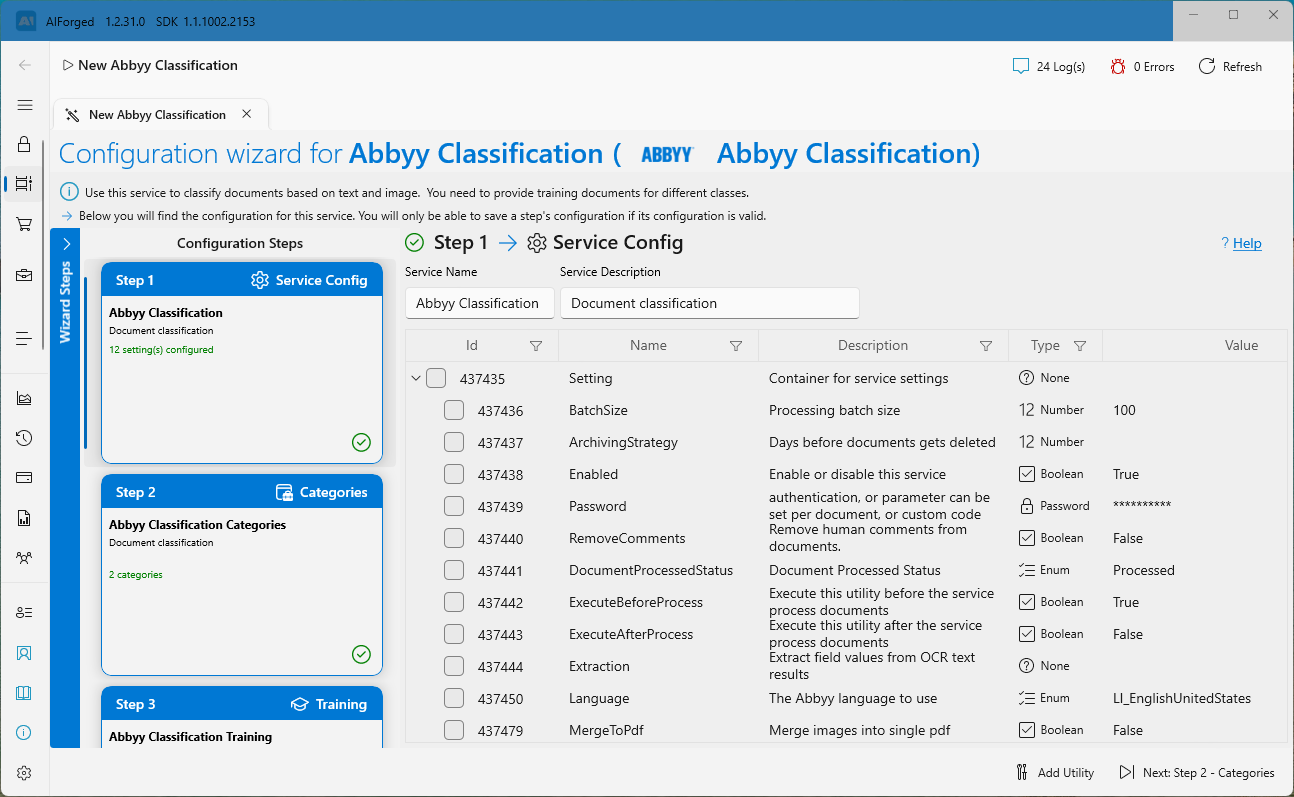 AIForged 1.2.31.0 SDK 1.1.1002.2153
New Abbyy Classification
24 Log(s)
0 Errors
Refresh
New Abbyy Classification
Configuration wizard for Abbyy Classification ( ABBYY Abbyy Classification)
Use this service to classify documents based on text and image. You need to provide training documents for different classes.
Below you will find the configuration for this service. You will only be able to save a step's configuration if its configuration is valid.
Wizard Steps
Configuration Steps
Step 1 Service Config
Abbyy Classification
Document classification
12 setting(s) configured
Step 2 Categories
Abbyy Classification Categories
Document classification
2 categories
Step 3 Training
Abbyy Classification Training
Step 1 Service Config
? Help
Service Name Service Description
Abbyy Classification Document classification
Id Name Description Type Value
437435 Setting Container for service settings None
437436 BatchSize Processing batch size 12 Number 100
437437 ArchivingStrategy Days before documents gets deleted 12 Number
437438 Enabled Enable or disable this service Boolean True
437439 Password authentication, or parameter can be Password **********
set per document, or custom code
437440 RemoveComments Remove human comments from Boolean False
documents.
437441 DocumentProcessedStatus Document Processed Status Enum Processed
437442 ExecuteBeforeProcess Execute this utility before the service Boolean True
process documents
437443 ExecuteAfterProcess Execute this utility after the service Boolean False
process documents
437444 Extraction Extract field values from OCR text None
results
437450 Language The Abbyy language to use Enum LI_EnglishUnitedStates
437479 MergeToPdf Merge images into single pdf Boolean False
Add Utility
Next: Step 2 - Categories